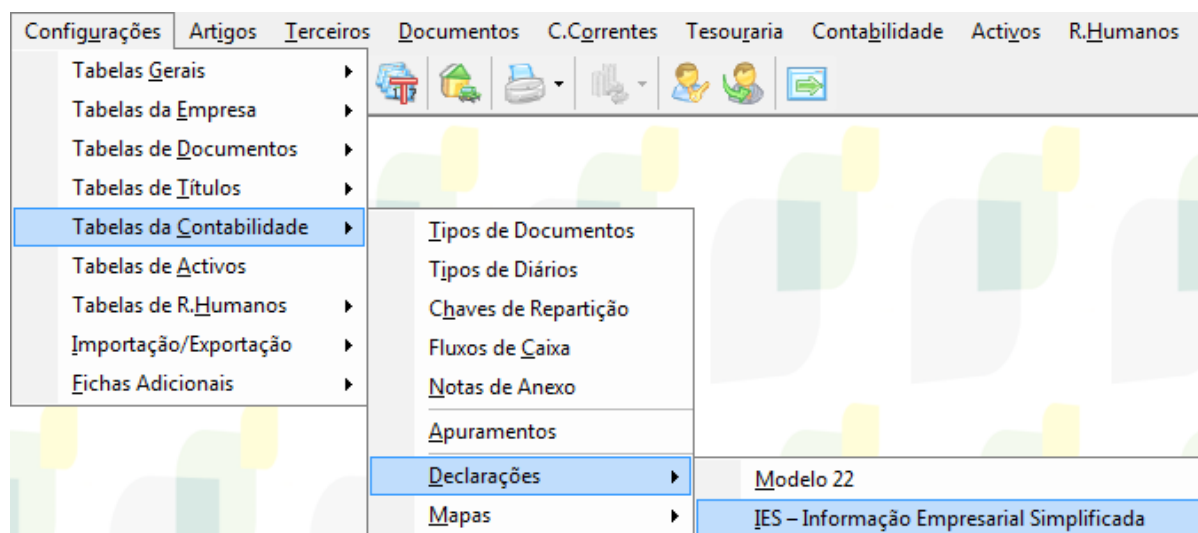 Configurações Artigos Terceiros Documentos C.Correntes Tesouraria Contabilidade Activos R.Humanos
Tabelas Gerais
Tabelas da Empresa
Tabelas de Documentos
Tabelas de Títulos
Tabelas da Contabilidade
Tabelas de Activos
Tabelas de R.Humanos
Importação/Exportação
Fichas Adicionais
Tipos de Documentos
Tipos de Diários
Chaves de Repartição
Fluxos de Caixa
Notas de Anexo
Apuramentos
Declarações
Mapas
Modelo 22
IES – Informação Empresarial Simplificada